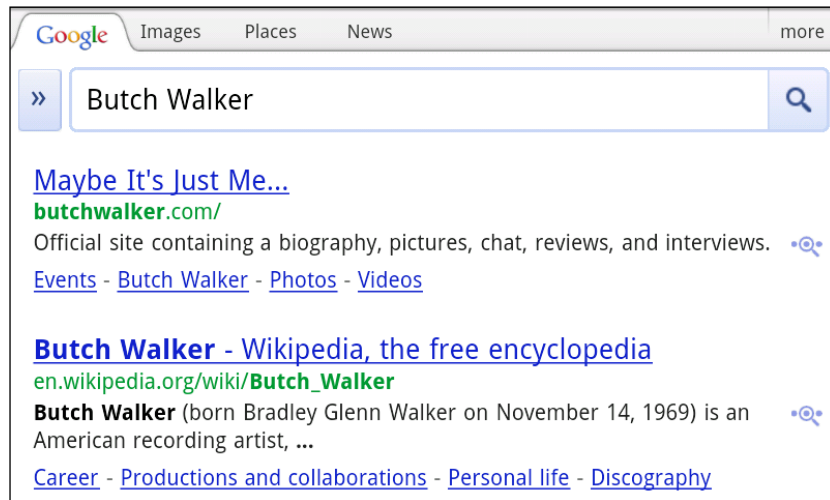 Google Images Places News more
» Butch Walker
Maybe It's Just Me...
butchwalker.com/
Official site containing a biography, pictures, chat, reviews, and interviews.
Events - Butch Walker - Photos - Videos
Butch Walker - Wikipedia, the free encyclopedia
en.wikipedia.org/wiki/Butch_Walker
Butch Walker (born Bradley Glenn Walker on November 14, 1969) is an
American recording artist, ...
Career - Productions and collaborations - Personal life - Discography